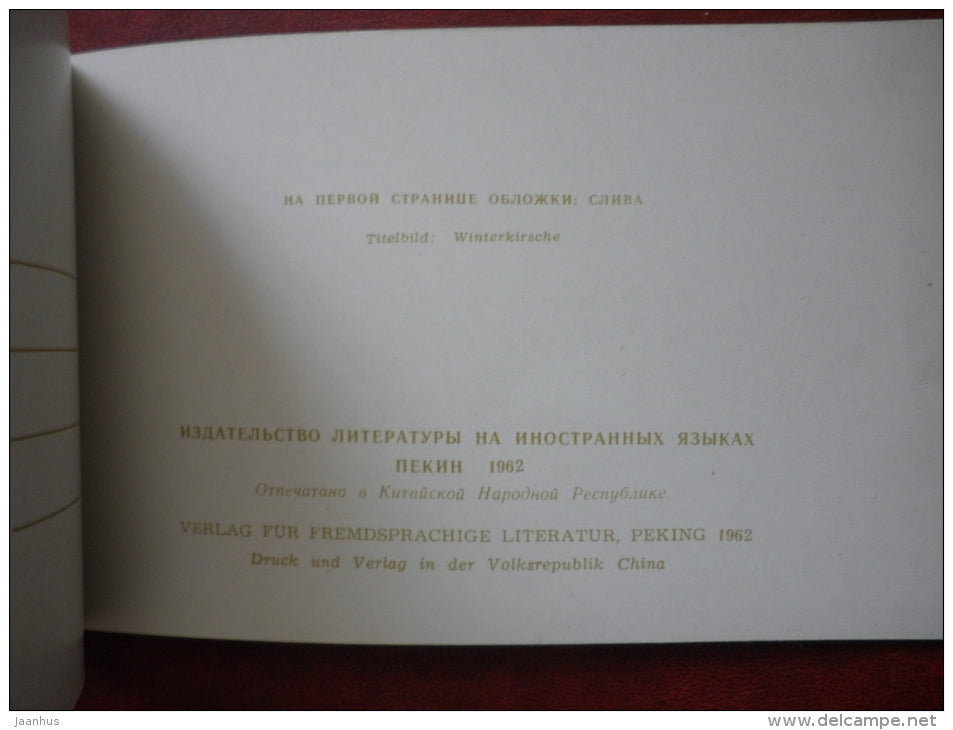 НА ПЕРВОЙ СТРАНИЦЕ ОБЛОЖКИ: СЛИВА
Titelbild: Winterkirsche
ИЗДАТЕЛЬСТВО ЛИТЕРАТУРЫ НА ИНОСТРАННЫХ ЯЗЫКАХ
ПЕКИН 1962
Отпечатано в Китайской Народной Республике.
VERLAG FÜR FREMDSPRACHIGE LITERATUR, PEKING 1962
Druck und Verlag in der Volksrepublik China
jaanhus
www.delcampe.net